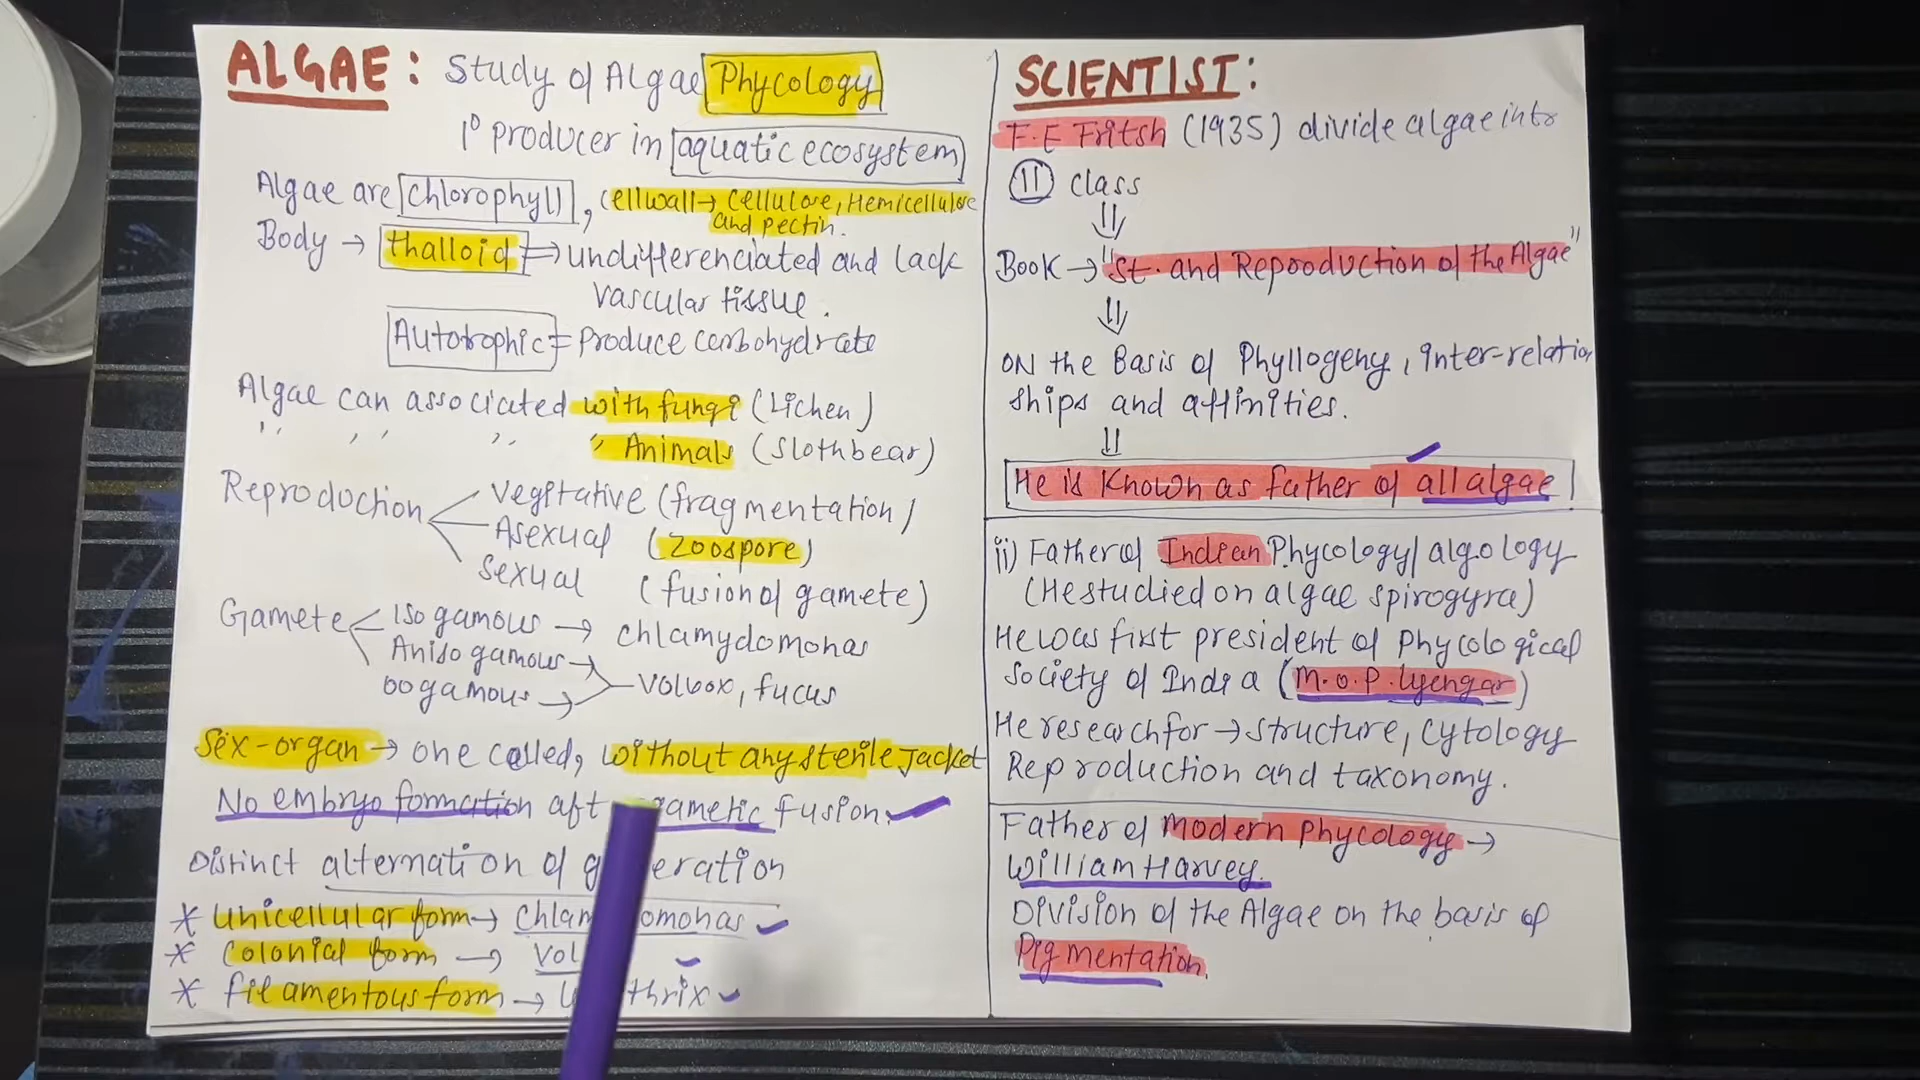 ALGAE: Study of Algae Phycology
1° producer in aquatic ecosystem
Algae are chlorophyll, cellwall → cellulose, Hemicellulose
and pectin.
Body → thalloid ⇒ undifferenciated and lack
vascular tissue.
Autotrophic = Produce carbohydrate
Algae can associated with fungi (Lichen)
" " " " Animals (Slothbear)
Reproduction
Vegitative (fragmentation)
Asexual (Zoospore)
Sexual (fusion of gamete)
Gamete
Isogamous → chlamydomonas
Anisogamous →
oogamous → Volvox, fucus
Sex-organ → one celled, without any sterile Jacket
No embryo formation aft gametic fusion.
Distinct alternation of g eration
* Unicellular form → Chlam omonas
* Colonial form → Vol
* filamentous form → U thrix
SCIENTIST:
F.E Fritsh (1935) divide algae into
11 class
⇓
Book → "St. and Reprooduction of the Algae"
⇓
ON the Basis of Phyllogeny, inter-relation
ships and affinities.
⇓
He is Known as father of all algae
ii) Father of Indian Phycology/algology
(He studied on algae spirogyra)
He was first president of Phycological
Society of India (M.O.P. Iyengar)
He research for → structure, Cytology
Reproduction and taxonomy.
Father of Modern Phycology →
William Harvey.
Division of the Algae on the basis of
Pigmentation.